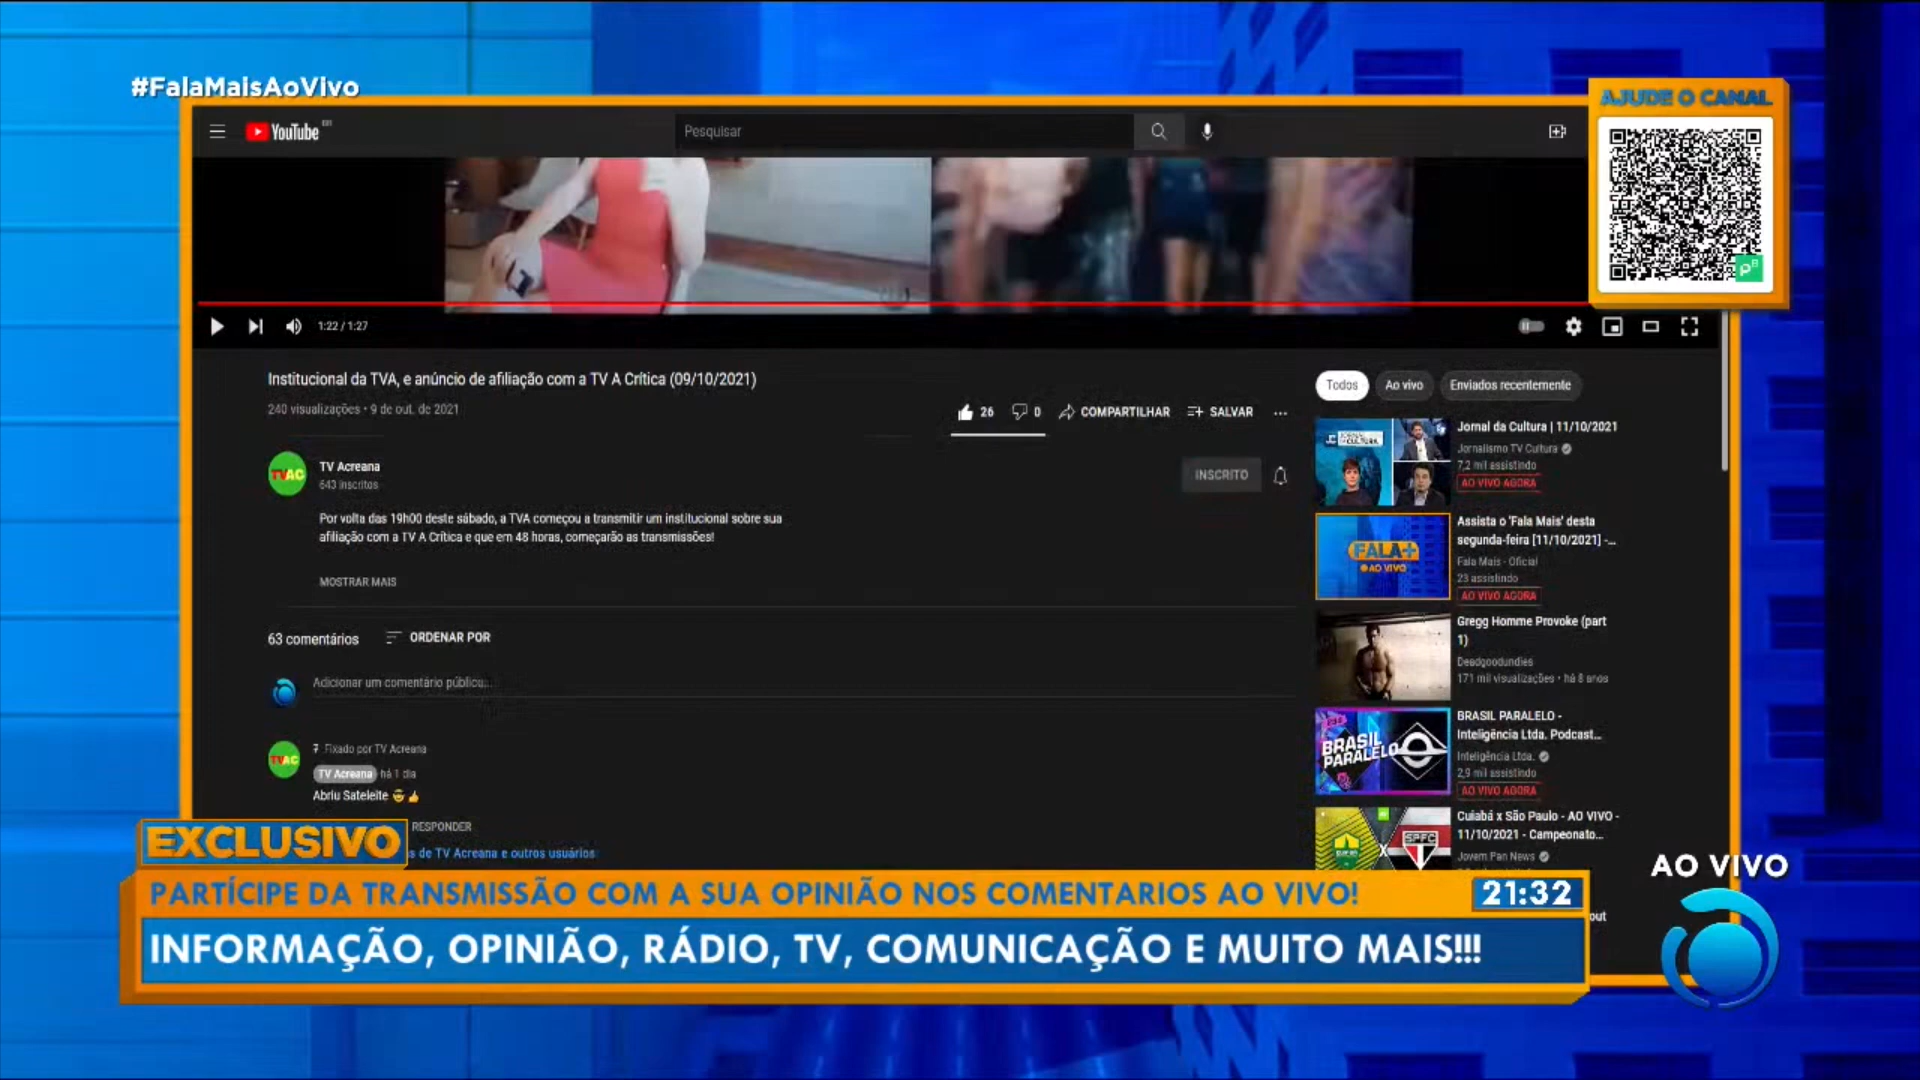 #FalaMaisAoVivo
AJUDE O CANAL
YouTube BR
Pesquisar
1:22 / 1:27
Institucional da TVA, e anúncio de afiliação com a TV A Crítica (09/10/2021)
240 visualizações • 9 de out. de 2021
26
0
COMPARTILHAR
SALVAR
TVAC
TV Acreana
643 inscritos
INSCRITO
Por volta das 19h00 deste sábado, a TVA começou a transmitir um institucional sobre sua
afiliação com a TV A Crítica e que em 48 horas, começarão as transmissões!
MOSTRAR MAIS
63 comentários
ORDENAR POR
Adicionar um comentário público...
TVAC
Fixado por TV Acreana
TV Acreana há 1 dia
Abriu Sateleite
RESPONDER
s de TV Acreana e outros usuários
Todos
Ao vivo
Enviados recentemente
JC JORNAL DA CULTURA
Jornal da Cultura | 11/10/2021
Jornalismo TV Cultura
7,2 mil assistindo
AO VIVO AGORA
FALA+
AO VIVO
Assista o 'Fala Mais' desta
segunda-feira [11/10/2021] -...
Fala Mais - Oficial
23 assistindo
AO VIVO AGORA
Gregg Homme Provoke (part
1)
Deadgoodundies
171 mil visualizações • há 8 anos
BRASIL
PARALELO
BRASIL PARALELO -
Inteligência Ltda. Podcast...
Inteligência Ltda.
2,9 mil assistindo
AO VIVO AGORA
X
SPFC
Cuiabá x São Paulo - AO VIVO -
11/10/2021 - Campeonato...
Jovem Pan News
out
EXCLUSIVO
PARTÍCIPE DA TRANSMISSÃO COM A SUA OPINIÃO NOS COMENTARIOS AO VIVO!
21:32
INFORMAÇÃO, OPINIÃO, RÁDIO, TV, COMUNICAÇÃO E MUITO MAIS!!!
AO VIVO